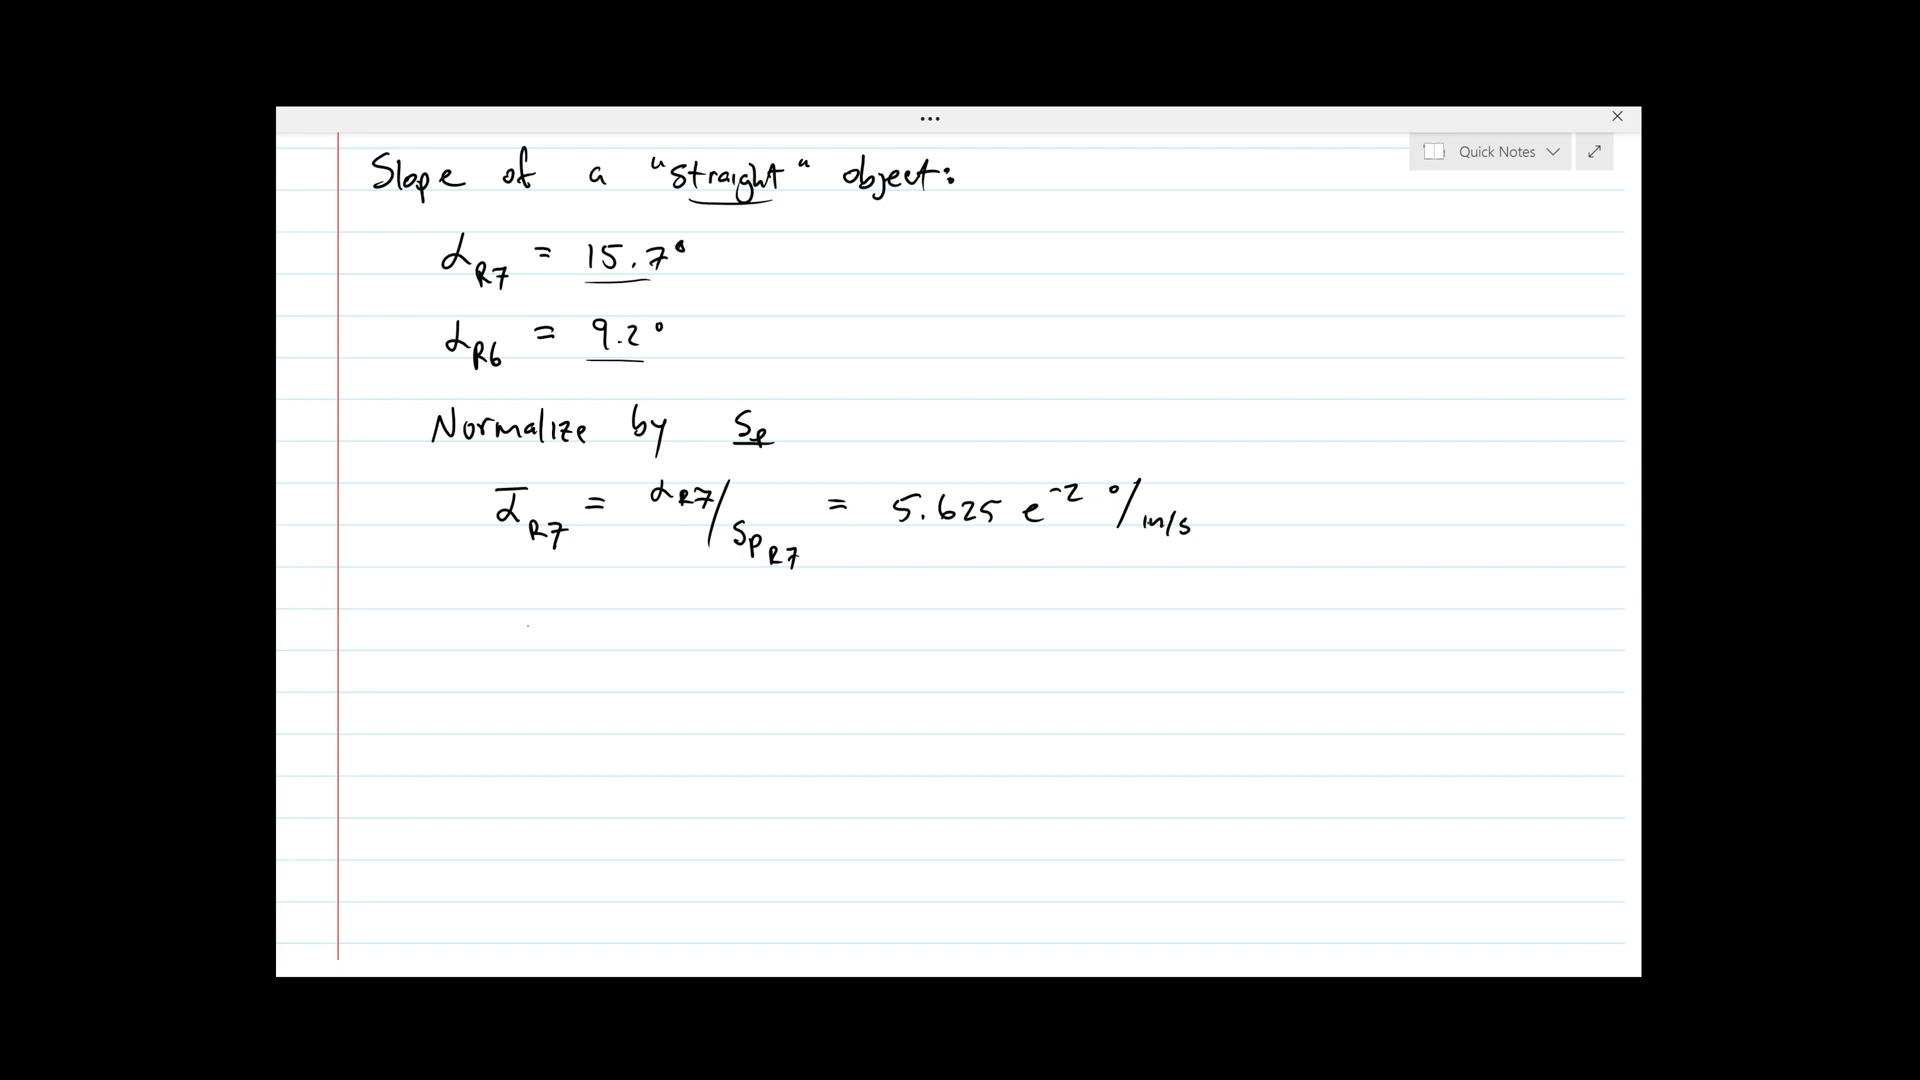 Quick Notes
Slope of a "straight" object:
α_R7 = 15.7°
α_R6 = 9.2°
Normalize by Sp
ᾱ_R7 = α_R7/Sp_R7 = 5.625 e^-2 °/m/s